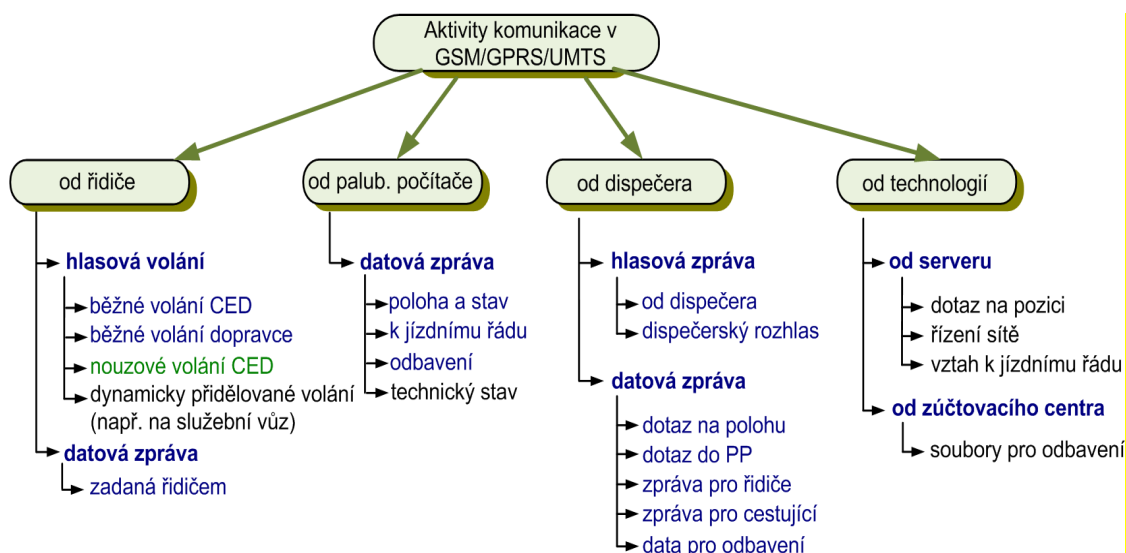 Aktivity komunikace v
GSM/GPRS/UMTS
od řidiče
hlasová volání
běžné volání CED
běžné volání dopravce
nouzové volání CED
dynamicky přidělované volání
(např. na služební vůz)
datová zpráva
zadaná řidičem
od palub. počítače
datová zpráva
poloha a stav
k jízdnímu řádu
odbavení
technický stav
od dispečera
hlasová zpráva
od dispečera
dispečerský rozhlas
datová zpráva
dotaz na polohu
dotaz do PP
zpráva pro řidiče
zpráva pro cestující
data pro odbavení
od technologií
od serveru
dotaz na pozici
řízení sítě
vztah k jízdnímu řádu
od zúčtovacího centra
soubory pro odbavení